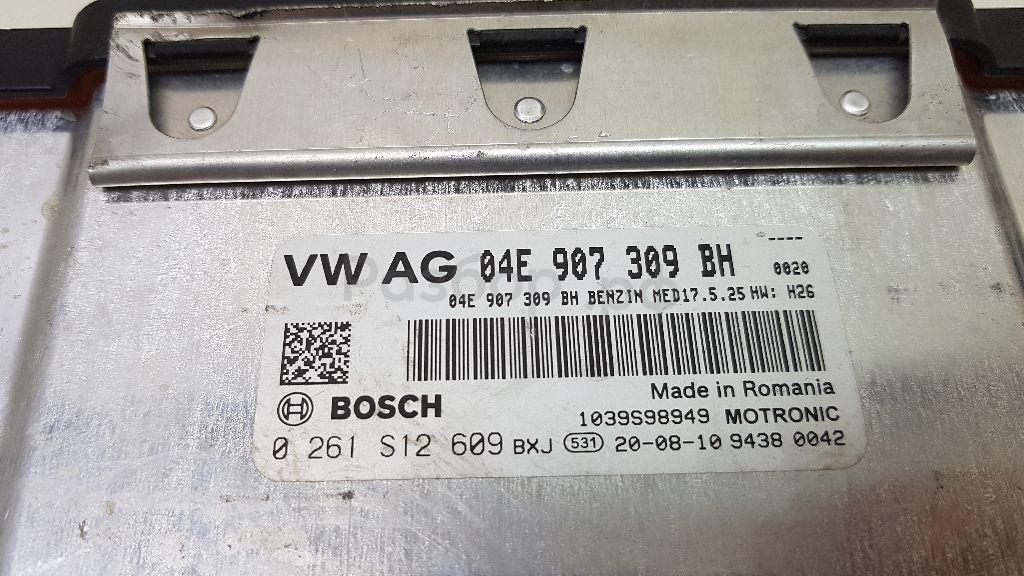 VW AG 04E 907 309 BH 0020
04E 907 309 BH BENZIN MED17.5.25 HW: H26
Made in Romania
BOSCH 1039S98949 MOTRONIC
0 261 S12 609 BXJ 531 20-08-10 9438 0042